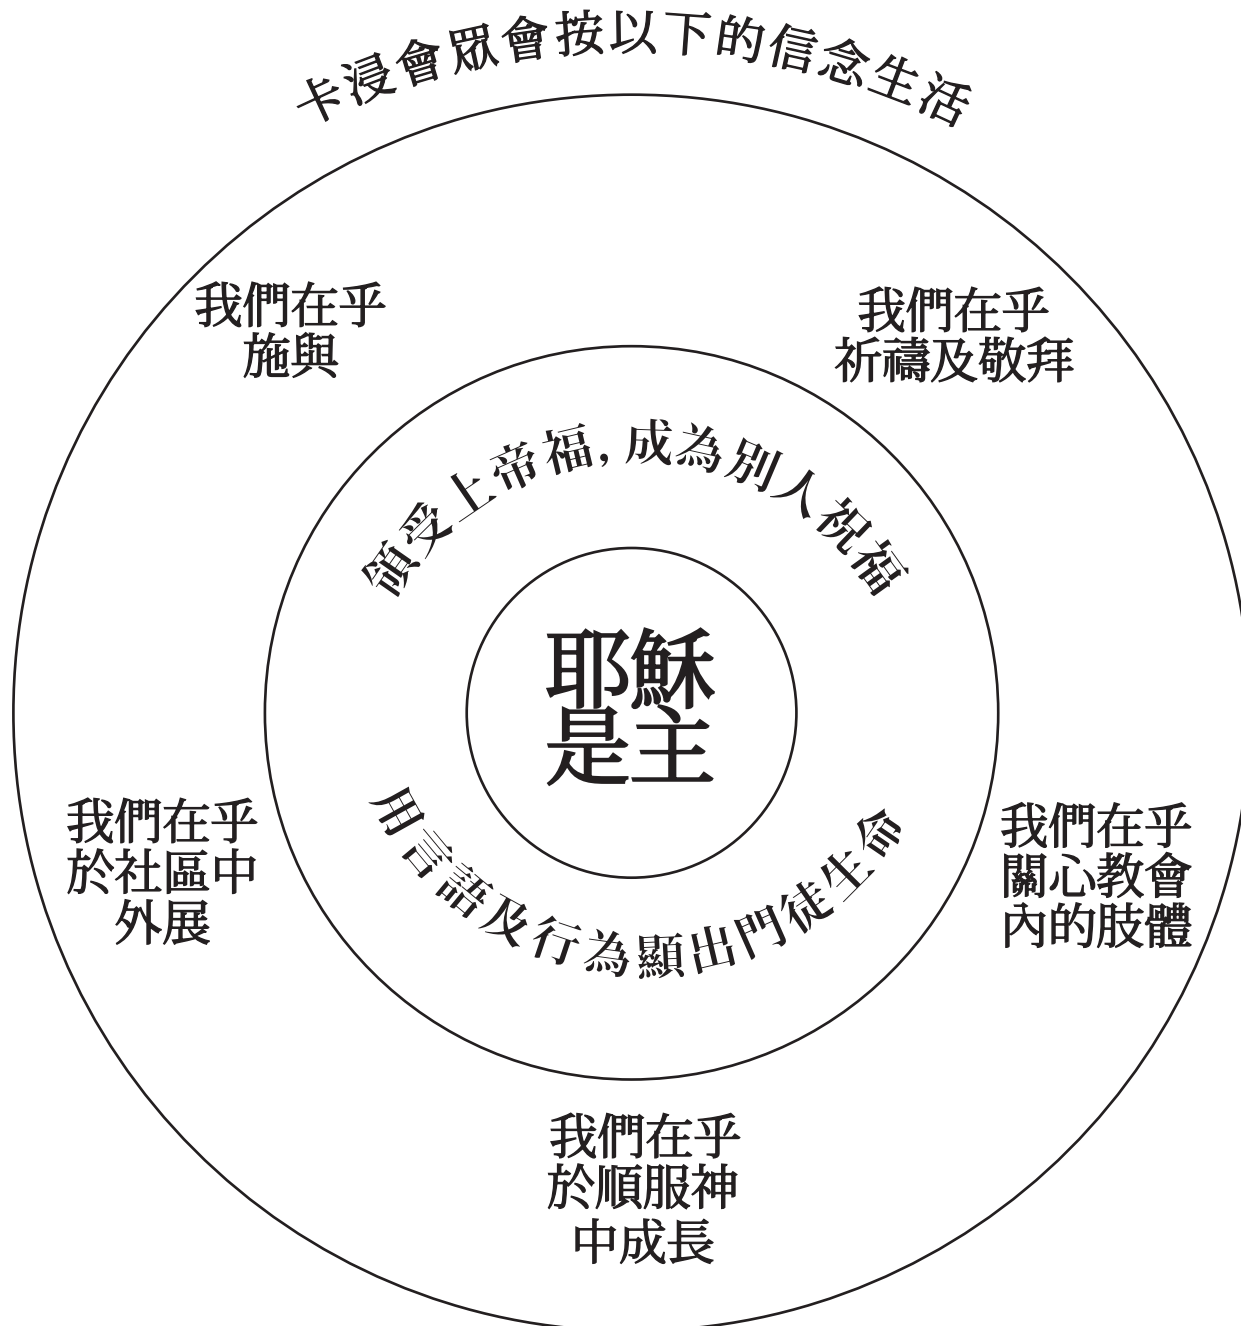 卡浸會眾會按以下的信念生活
我們在乎
施與
我們在乎
祈禱及敬拜
領受上帝福, 成為別人祝福
耶穌
是主
用言語及行為顯出門徒生命
我們在乎
於社區中
外展
我們在乎
關心教會
內的肢體
我們在乎
於順服神
中成長